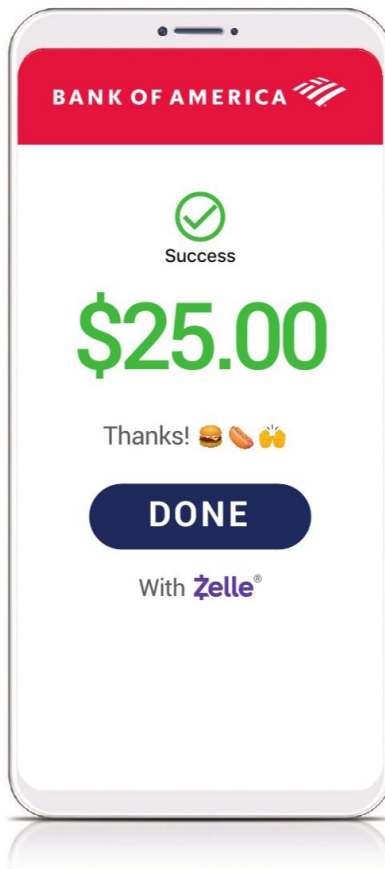 BANK OF AMERICA
Success
$25.00
Thanks! 🍔🌭🙌
DONE
With Zelle®